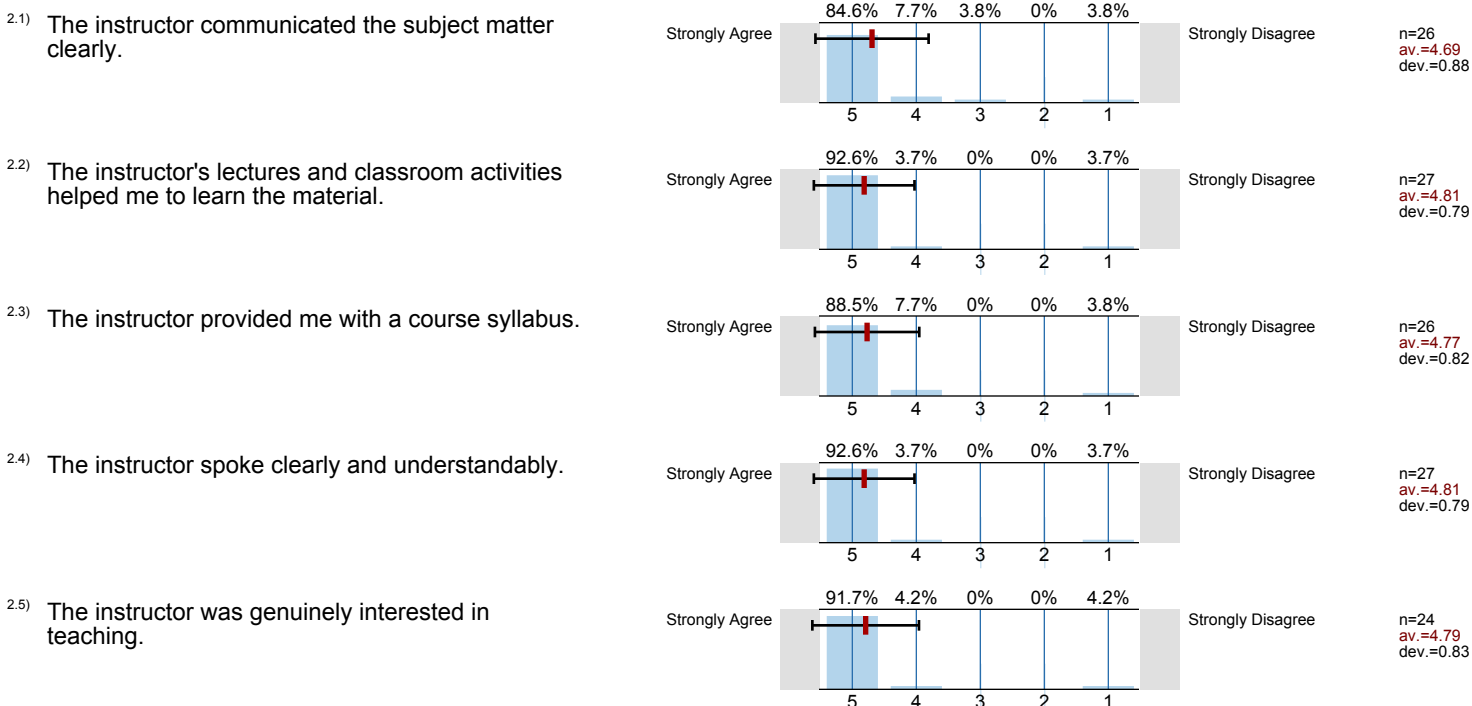 2.1) The instructor communicated the subject matter
clearly.
84.6% 7.7% 3.8% 0% 3.8%
Strongly Agree Strongly Disagree
n=26
av.=4.69
dev.=0.88
5 4 3 2 1
2.2) The instructor's lectures and classroom activities
helped me to learn the material.
92.6% 3.7% 0% 0% 3.7%
Strongly Agree Strongly Disagree
n=27
av.=4.81
dev.=0.79
5 4 3 2 1
2.3) The instructor provided me with a course syllabus.
88.5% 7.7% 0% 0% 3.8%
Strongly Agree Strongly Disagree
n=26
av.=4.77
dev.=0.82
5 4 3 2 1
2.4) The instructor spoke clearly and understandably.
92.6% 3.7% 0% 0% 3.7%
Strongly Agree Strongly Disagree
n=27
av.=4.81
dev.=0.79
5 4 3 2 1
2.5) The instructor was genuinely interested in
teaching.
91.7% 4.2% 0% 0% 4.2%
Strongly Agree Strongly Disagree
n=24
av.=4.79
dev.=0.83
5 4 3 2 1